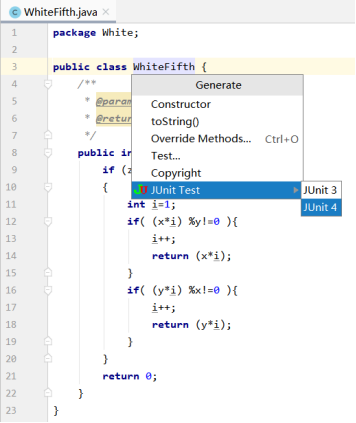 WhiteFifth.java ×
1 package White;
2
3 public class WhiteFifth {
4 /**
5 * @param
6 * @return
7 */
8 public in
9 if (
10 {
11 int i=1;
12 if( (x*i) %y!=0 ){
13 i++;
14 return (x*i);
15 }
16 if( (y*i) %x!=0 ){
17 i++;
18 return (y*i);
19 }
20 }
21 return 0;
22 }
23 }
Generate
Constructor
toString()
Override Methods... Ctrl+O
Test...
Copyright
JUnit Test
JUnit 3
JUnit 4